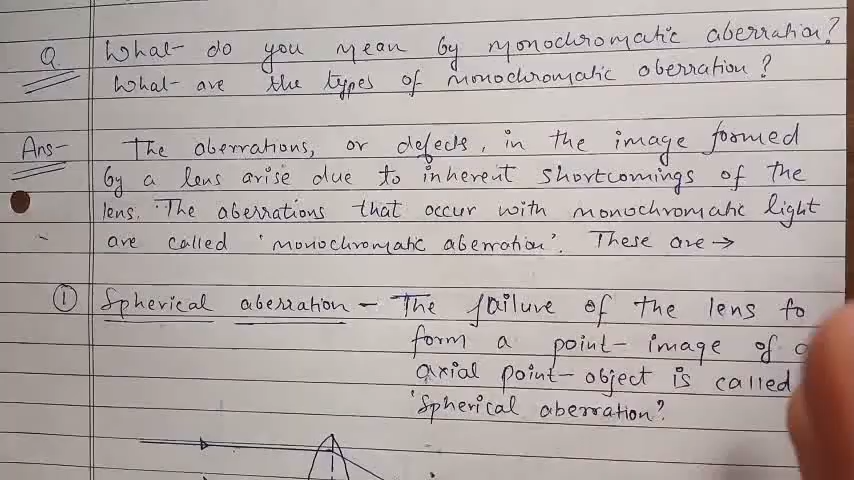 Q. What do you mean by monochromatic aberration?
What are the types of monochromatic aberration?
Ans- The aberrations, or defects, in the image formed
by a lens arise due to inherent shortcomings of the
lens. The aberrations that occur with monochromatic light
are called 'monochromatic aberration'. These are →
① Spherical aberration - The failure of the lens to
form a point-image of
axial point-object is called
'Spherical aberration'.